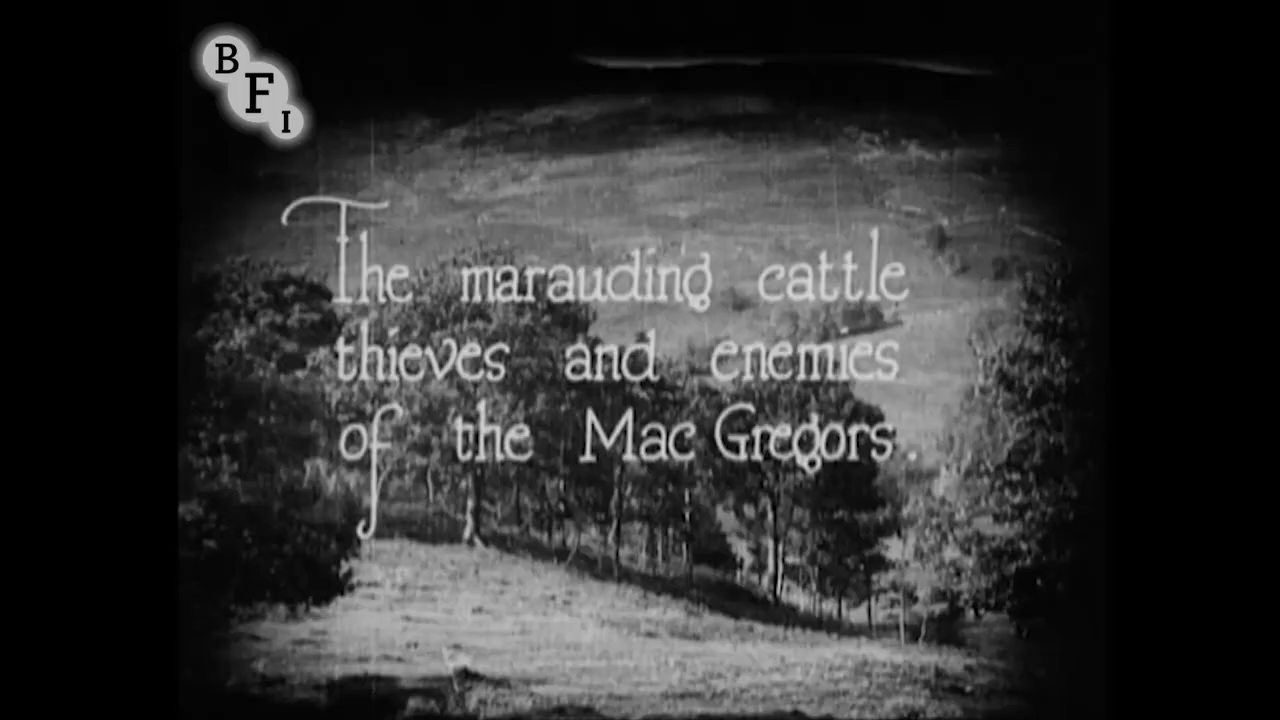 BFI
The marauding cattle
thieves and enemies
of the Mac Gregors.